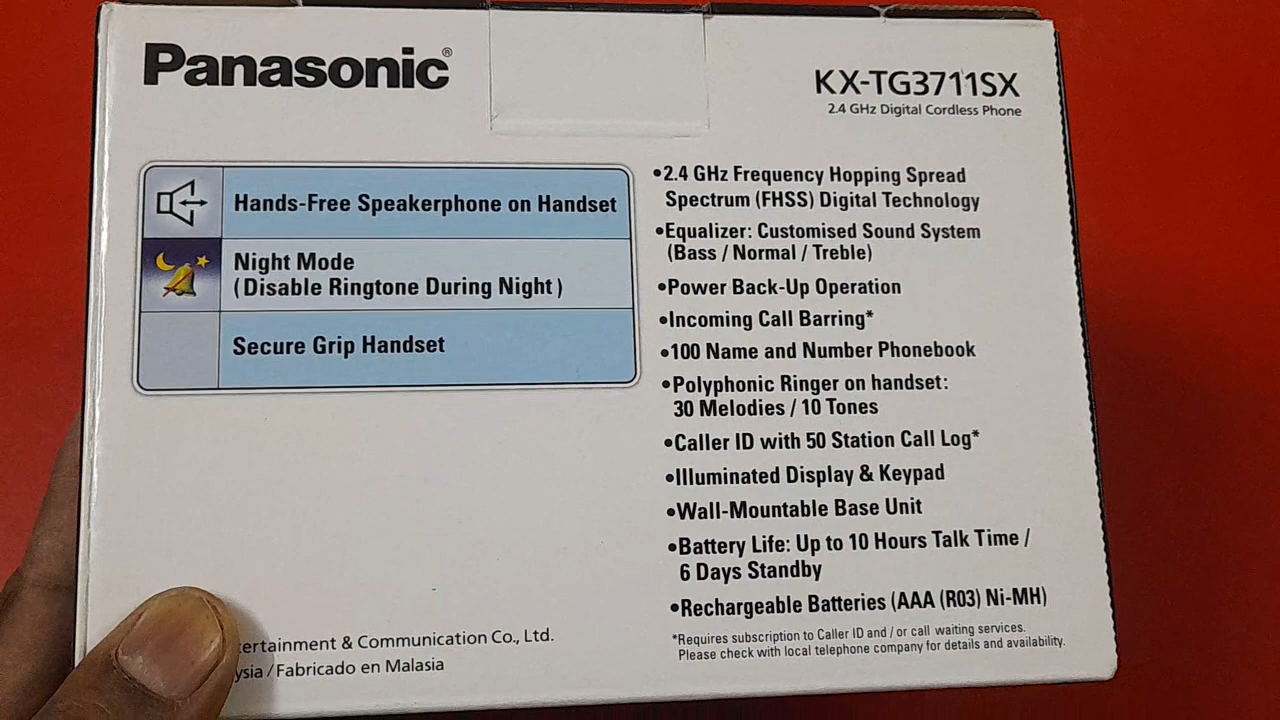 Panasonic®
KX-TG3711SX
2.4 GHz Digital Cordless Phone
Hands-Free Speakerphone on Handset
Night Mode
(Disable Ringtone During Night)
Secure Grip Handset
•2.4 GHz Frequency Hopping Spread
Spectrum (FHSS) Digital Technology
•Equalizer: Customised Sound System
(Bass / Normal / Treble)
•Power Back-Up Operation
•Incoming Call Barring*
•100 Name and Number Phonebook
•Polyphonic Ringer on handset:
30 Melodies / 10 Tones
•Caller ID with 50 Station Call Log*
•Illuminated Display & Keypad
•Wall-Mountable Base Unit
•Battery Life: Up to 10 Hours Talk Time /
6 Days Standby
•Rechargeable Batteries (AAA (R03) Ni-MH)
*Requires subscription to Caller ID and / or call waiting services.
Please check with local telephone company for details and availability.
& Communication Co., Ltd.
/ Fabricado en Malasia